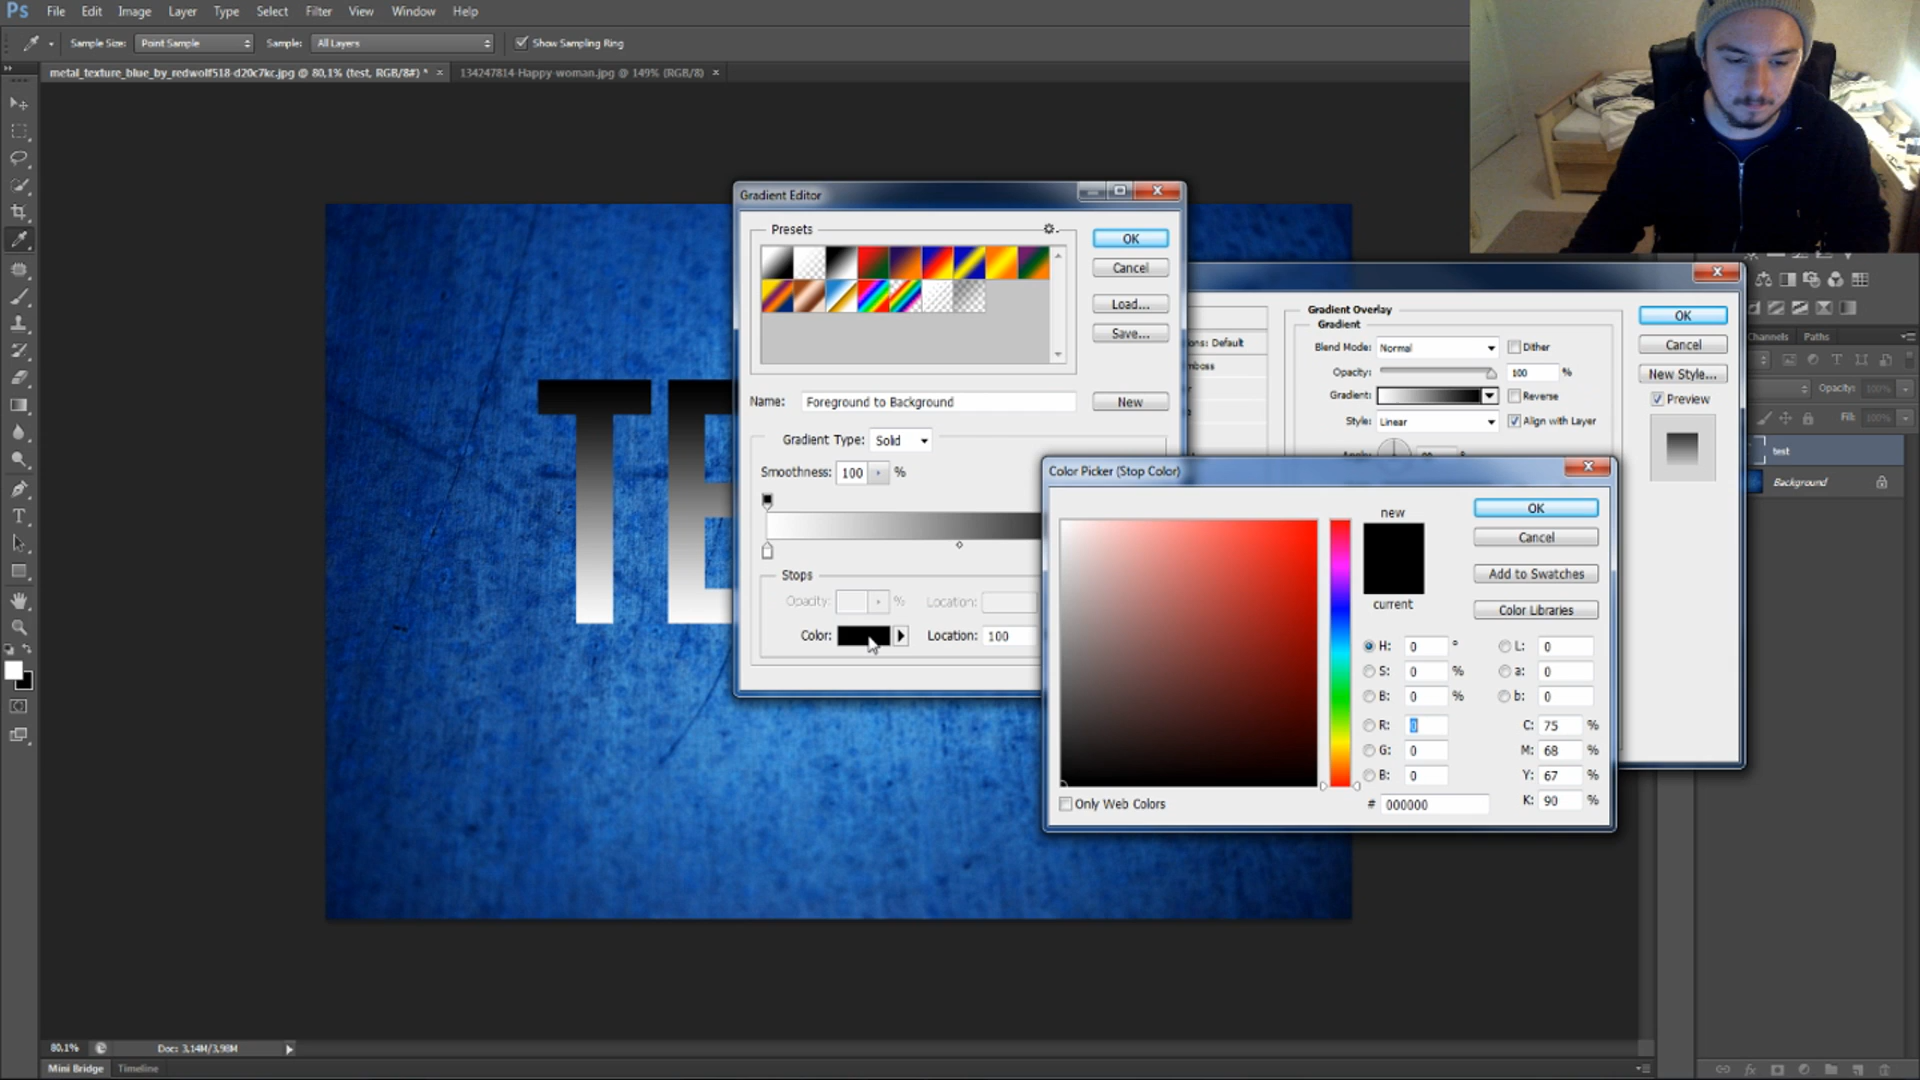 Ps File Edit Image Layer Type Select Filter View Window Help
Sample Size: Point Sample Sample: All Layers Show Sampling Ring
metal_texture_blue_by_redwolf518-d20c7kc.jpg @ 80,1% (test, RGB/8#) * × 134247814-Happy-woman.jpg @ 149% (RGB/8) ×
Gradient Editor
Presets
OK
Cancel
Load...
Save...
Name: Foreground to Background
New
Gradient Type: Solid
Smoothness: 100 %
Stops
Opacity: % Location:
Color: Location: 100
TE
ons: Default
mboss
Gradient Overlay
Gradient
Blend Mode: Normal Dither
Opacity: 100 %
Gradient: Reverse
Style: Linear Align with Layer
OK
Cancel
New Style...
Preview
Color Picker (Stop Color)
new
current
OK
Cancel
Add to Swatches
Color Libraries
H: 0 ° L: 0
S: 0 % a: 0
B: 0 % b: 0
R: 0 C: 75 %
G: 0 M: 68 %
B: 0 Y: 67 %
# 000000 K: 90 %
Only Web Colors
Channels Paths
Opacity: 100%
Fill: 100%
test
Background
80.1% Doc: 3,14M/3,98M
Mini Bridge Timeline